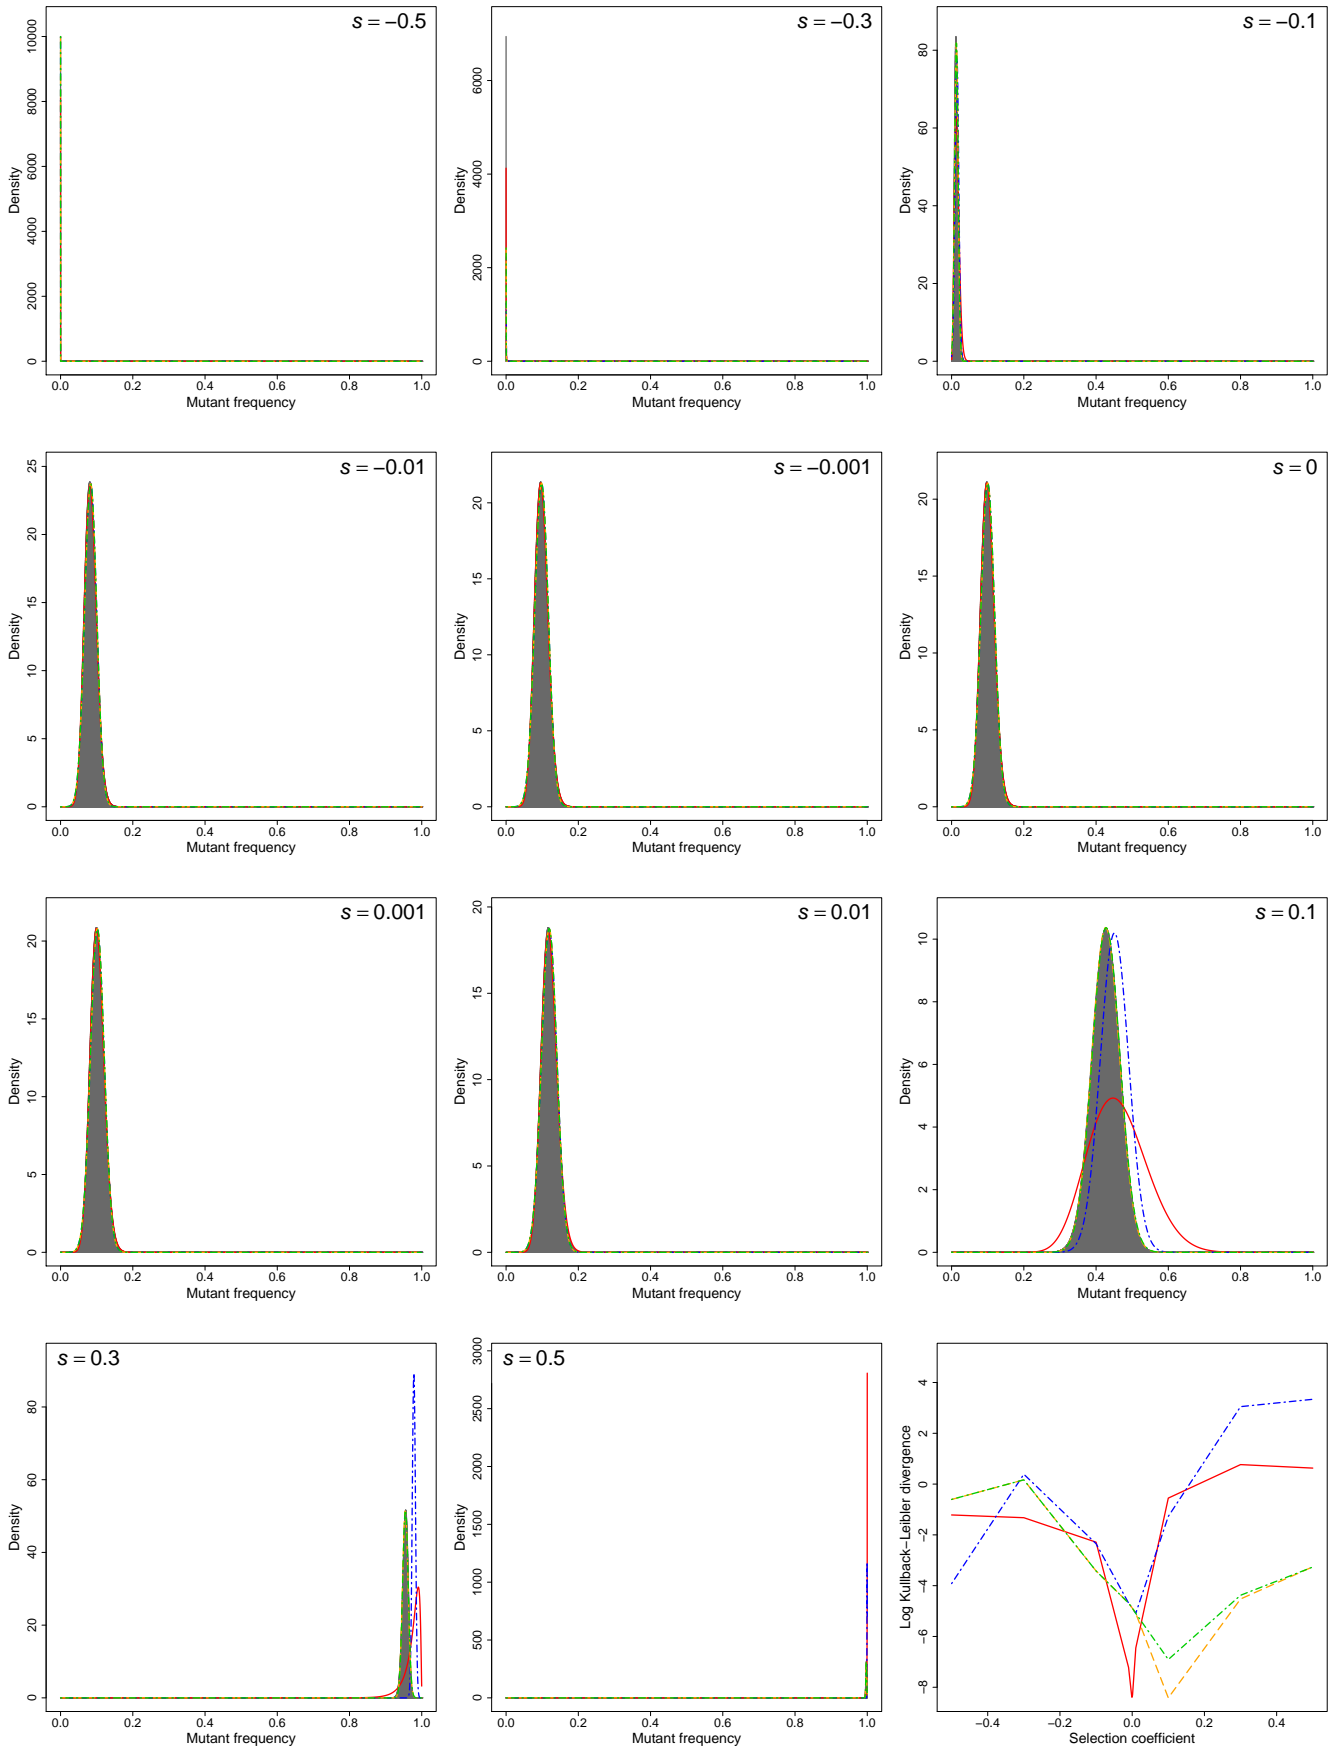 s = −0.5
Density
0 2000 4000 6000 8000 10000
0.0 0.2 0.4 0.6 0.8 1.0
Mutant frequency
s = −0.3
Density
0 2000 4000 6000
0.0 0.2 0.4 0.6 0.8 1.0
Mutant frequency
s = −0.1
Density
0 20 40 60 80
0.0 0.2 0.4 0.6 0.8 1.0
Mutant frequency
s = −0.01
Density
0 5 10 15 20 25
0.0 0.2 0.4 0.6 0.8 1.0
Mutant frequency
s = −0.001
Density
0 5 10 15 20
0.0 0.2 0.4 0.6 0.8 1.0
Mutant frequency
s = 0
Density
0 5 10 15 20
0.0 0.2 0.4 0.6 0.8 1.0
Mutant frequency
s = 0.001
Density
0 5 10 15 20
0.0 0.2 0.4 0.6 0.8 1.0
Mutant frequency
s = 0.01
Density
0 5 10 15 20
0.0 0.2 0.4 0.6 0.8 1.0
Mutant frequency
s = 0.1
Density
0 2 4 6 8 10
0.0 0.2 0.4 0.6 0.8 1.0
Mutant frequency
s = 0.3
Density
0 20 40 60 80
0.0 0.2 0.4 0.6 0.8 1.0
Mutant frequency
s = 0.5
Density
0 500 1000 1500 2000 2500 3000
0.0 0.2 0.4 0.6 0.8 1.0
Mutant frequency
Log Kullback−Leibler divergence
−8 −6 −4 −2 0 2 4
−0.4 −0.2 0.0 0.2 0.4
Selection coefficient